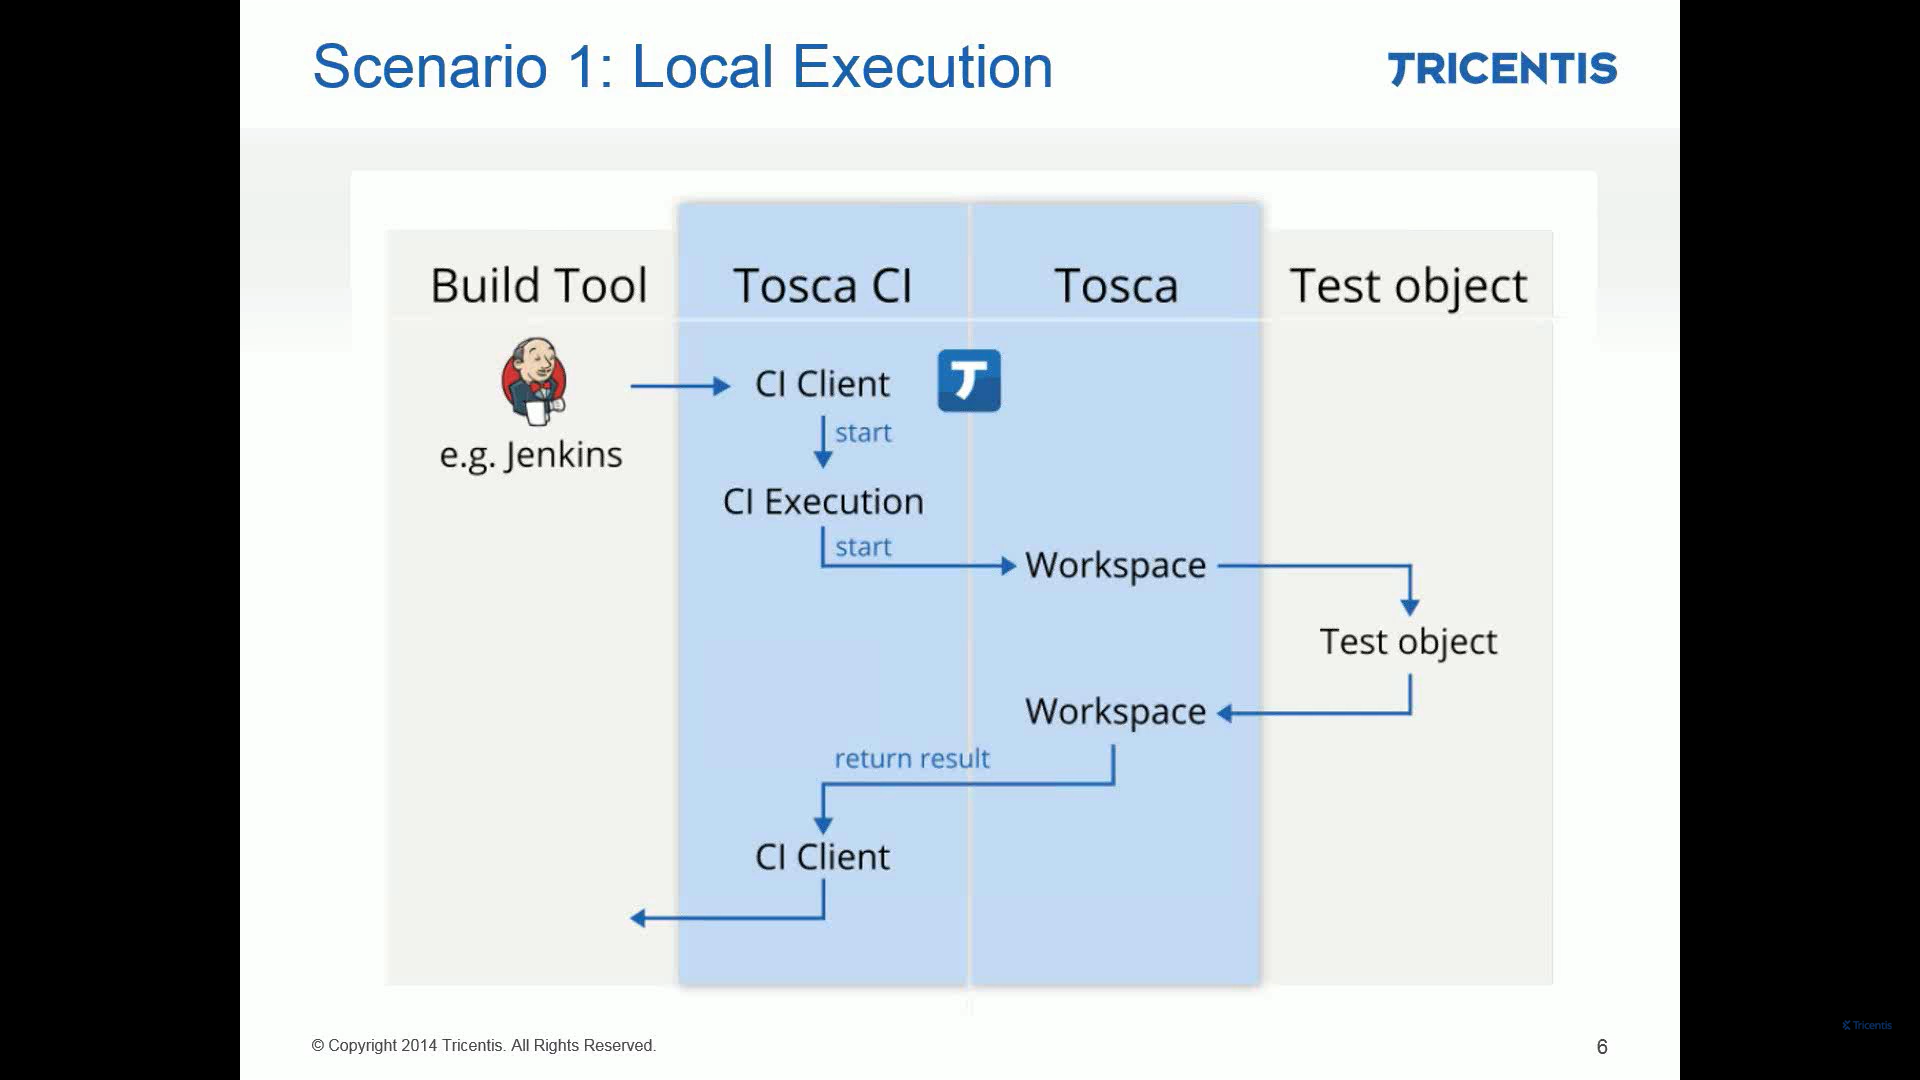 Scenario 1: Local Execution
TRICENTIS
Build Tool
Tosca CI
Tosca
Test object
CI Client
start
e.g. Jenkins
CI Execution
start
Workspace
Test object
Workspace
return result
CI Client
© Copyright 2014 Tricentis. All Rights Reserved.
6
Tricentis